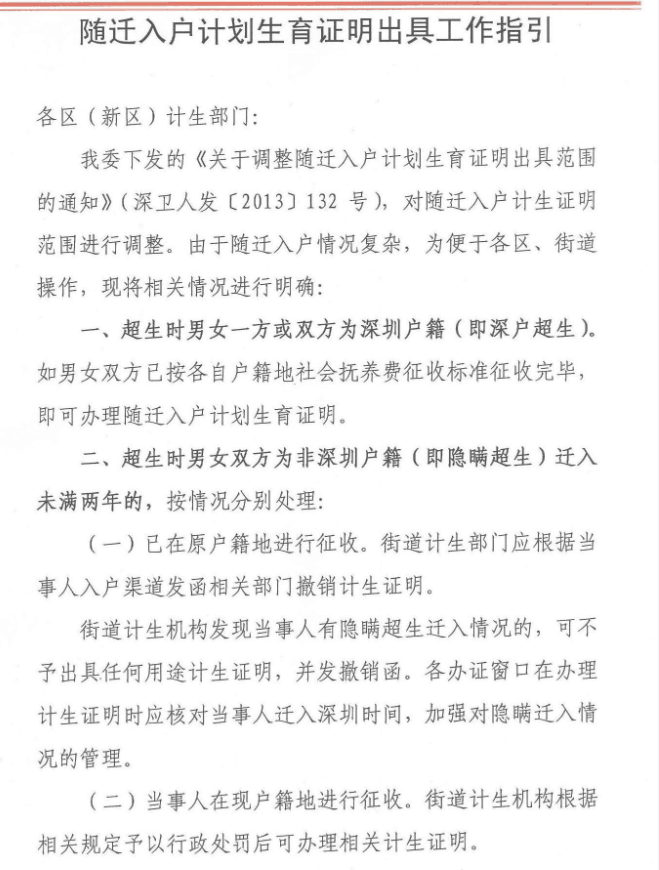 随迁入户计划生育证明出具工作指引
各区（新区）计生部门：
我委下发的《关于调整随迁入户计划生育证明出具范围
的通知》（深卫人发〔2013〕132 号），对随迁入户计生证明
范围进行调整。由于随迁入户情况复杂，为便于各区、街道
操作，现将相关情况进行明确：
一、超生时男女一方或双方为深圳户籍（即深户超生）。
如男女双方已按各自户籍地社会抚养费征收标准征收完毕，
即可办理随迁入户计划生育证明。
二、超生时男女双方为非深圳户籍（即隐瞒超生）迁入
未满两年的，按情况分别处理：
（一）已在原户籍地进行征收。街道计生部门应根据当
事人入户渠道发函相关部门撤销计生证明。
街道计生机构发现当事人有隐瞒超生迁入情况的，可不
予出具任何用途计生证明，并发撤销函。各办证窗口在办理
计生证明时应核对当事人迁入深圳时间，加强对隐瞒迁入情
况的管理。
（二）当事人在现户籍地进行征收。街道计生机构根据
相关规定予以行政处罚后可办理相关计生证明。